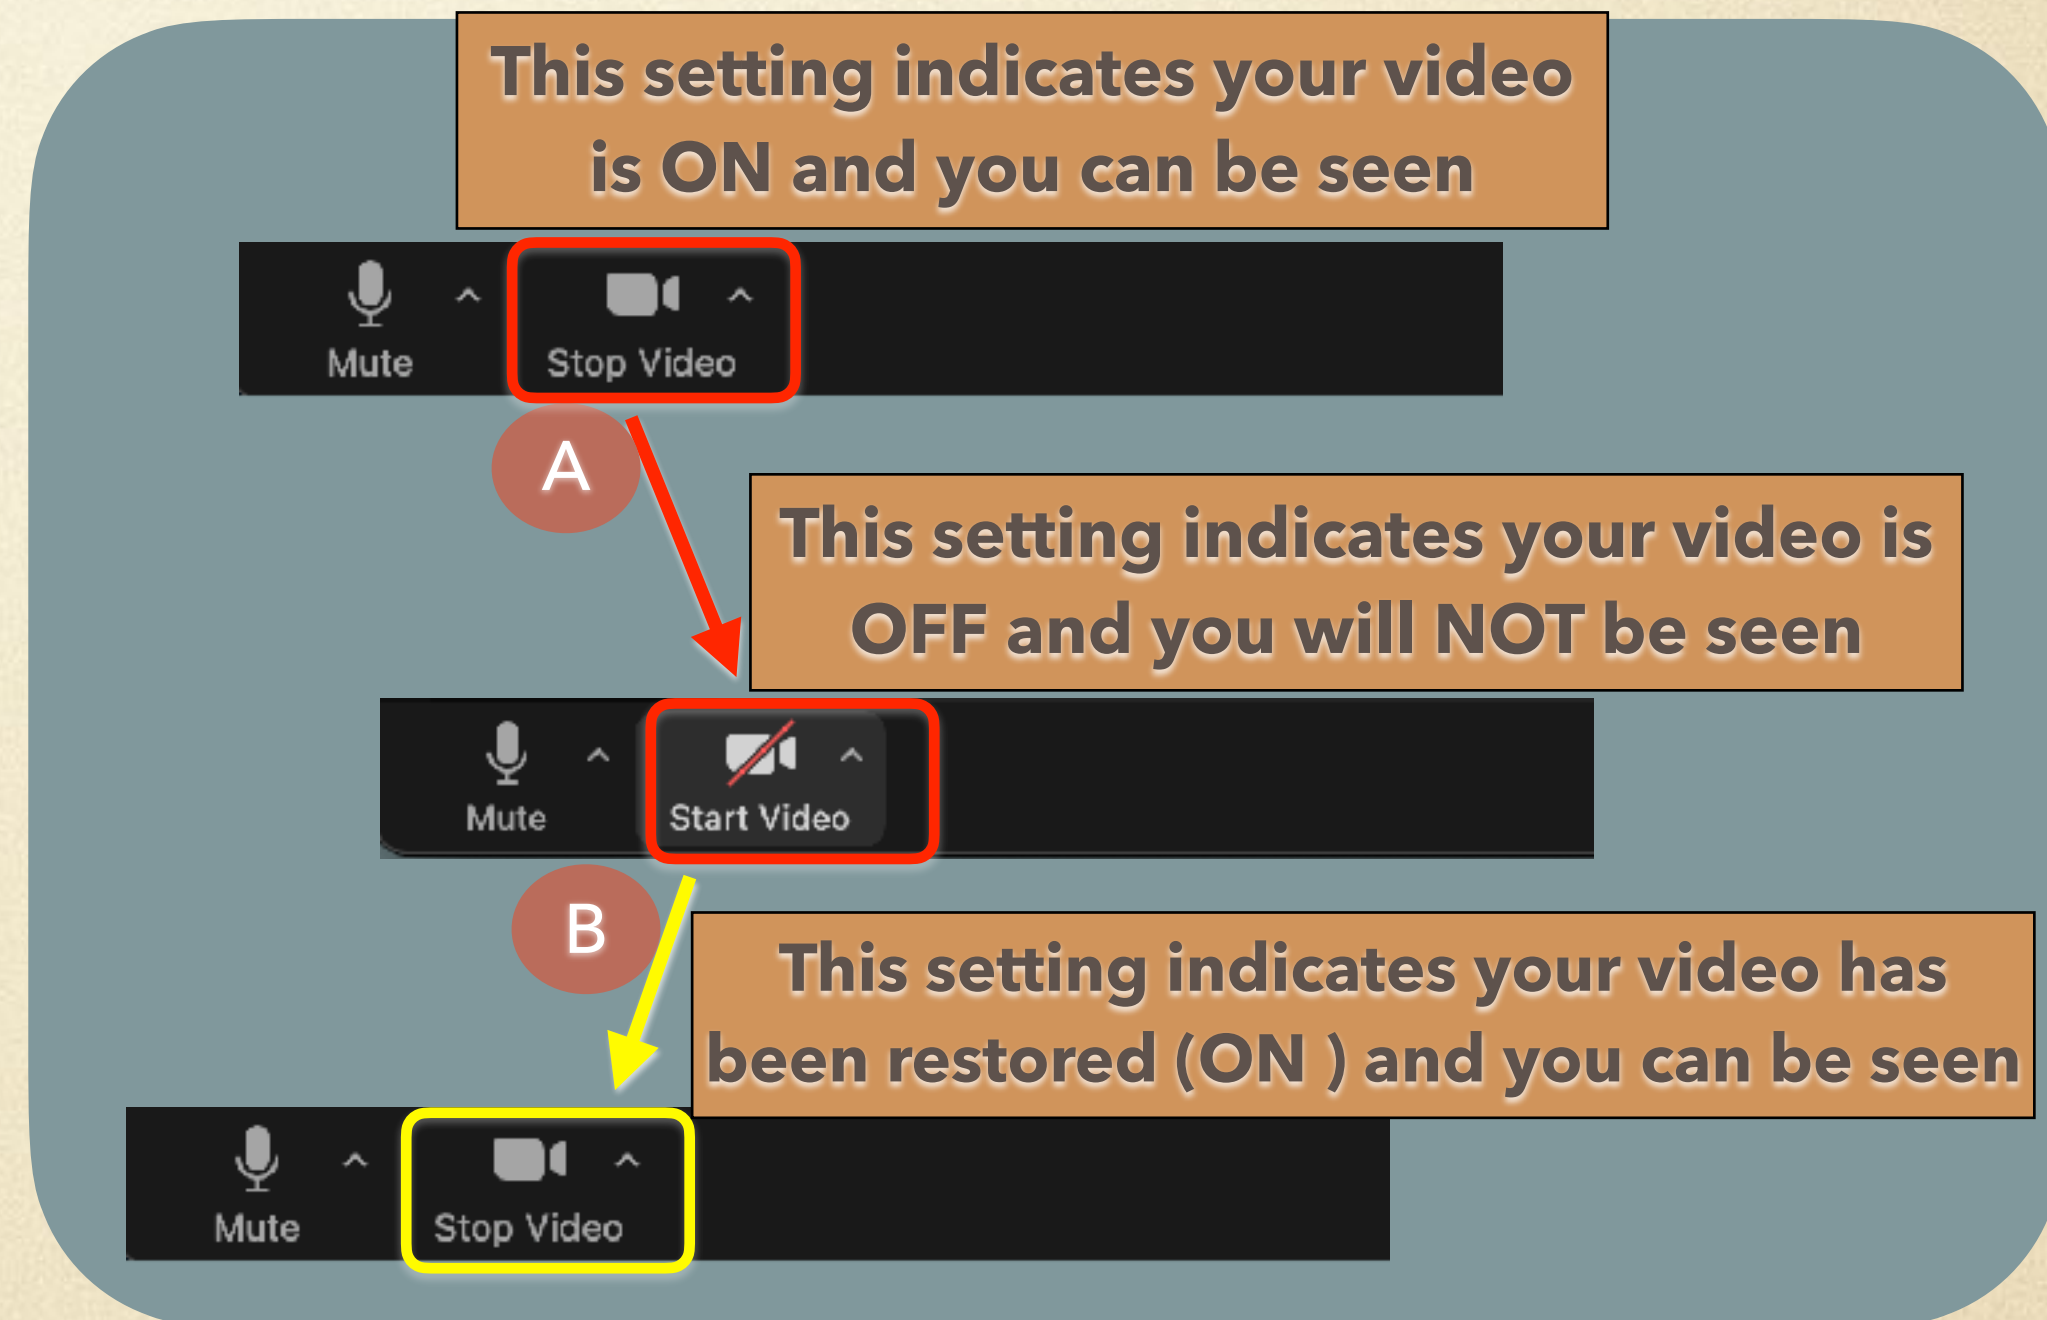 This setting indicates your video
is ON and you can be seen
Mute
Stop Video
A
This setting indicates your video is
OFF and you will NOT be seen
Mute
Start Video
B
This setting indicates your video has
been restored (ON ) and you can be seen
Mute
Stop Video